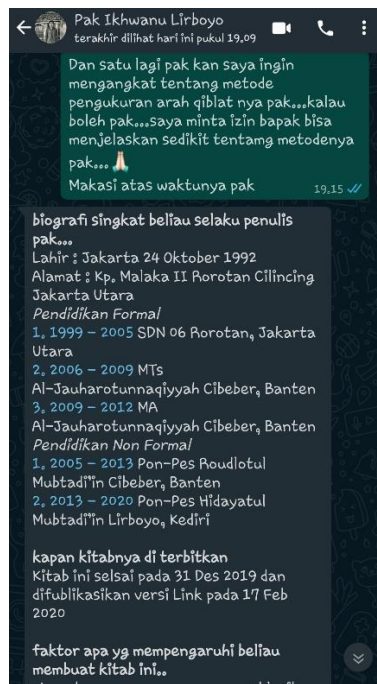 Pak Ikhwanu Lirboyo
terakhir dilihat hari ini pukul 19.09
Dan satu lagi pak kan saya ingin
mengangkat tentang metode
pengukuran arah qiblat nya pak...kalau
boleh pak...saya minta izin bapak bisa
menjelaskan sedikit tentamg metodenya
pak... 🙏🏻
Makasi atas waktunya pak
19.15
biografi singkat beliau selaku penulis
pak...
Lahir : Jakarta 24 Oktober 1992
Alamat : Kp. Malaka II Rorotan Cilincing
Jakarta Utara
Pendidikan Formal
1. 1999 – 2005 SDN 06 Rorotan, Jakarta
Utara
2. 2006 – 2009 MTs
Al-Jauharotunnaqiyyah Cibeber, Banten
3. 2009 – 2012 MA
Al-Jauharotunnaqiyyah Cibeber, Banten
Pendidikan Non Formal
1. 2005 – 2013 Pon-Pes Roudlotul
Mubtadi'in Cibeber, Banten
2. 2013 – 2020 Pon-Pes Hidayatul
Mubtadi'in Lirboyo, Kediri
kapan kitabnya di terbitkan
Kitab ini selsai pada 31 Des 2019 dan
difublikasikan versi Link pada 17 Feb
2020
faktor apa yg mempengaruhi beliau
membuat kitab ini..